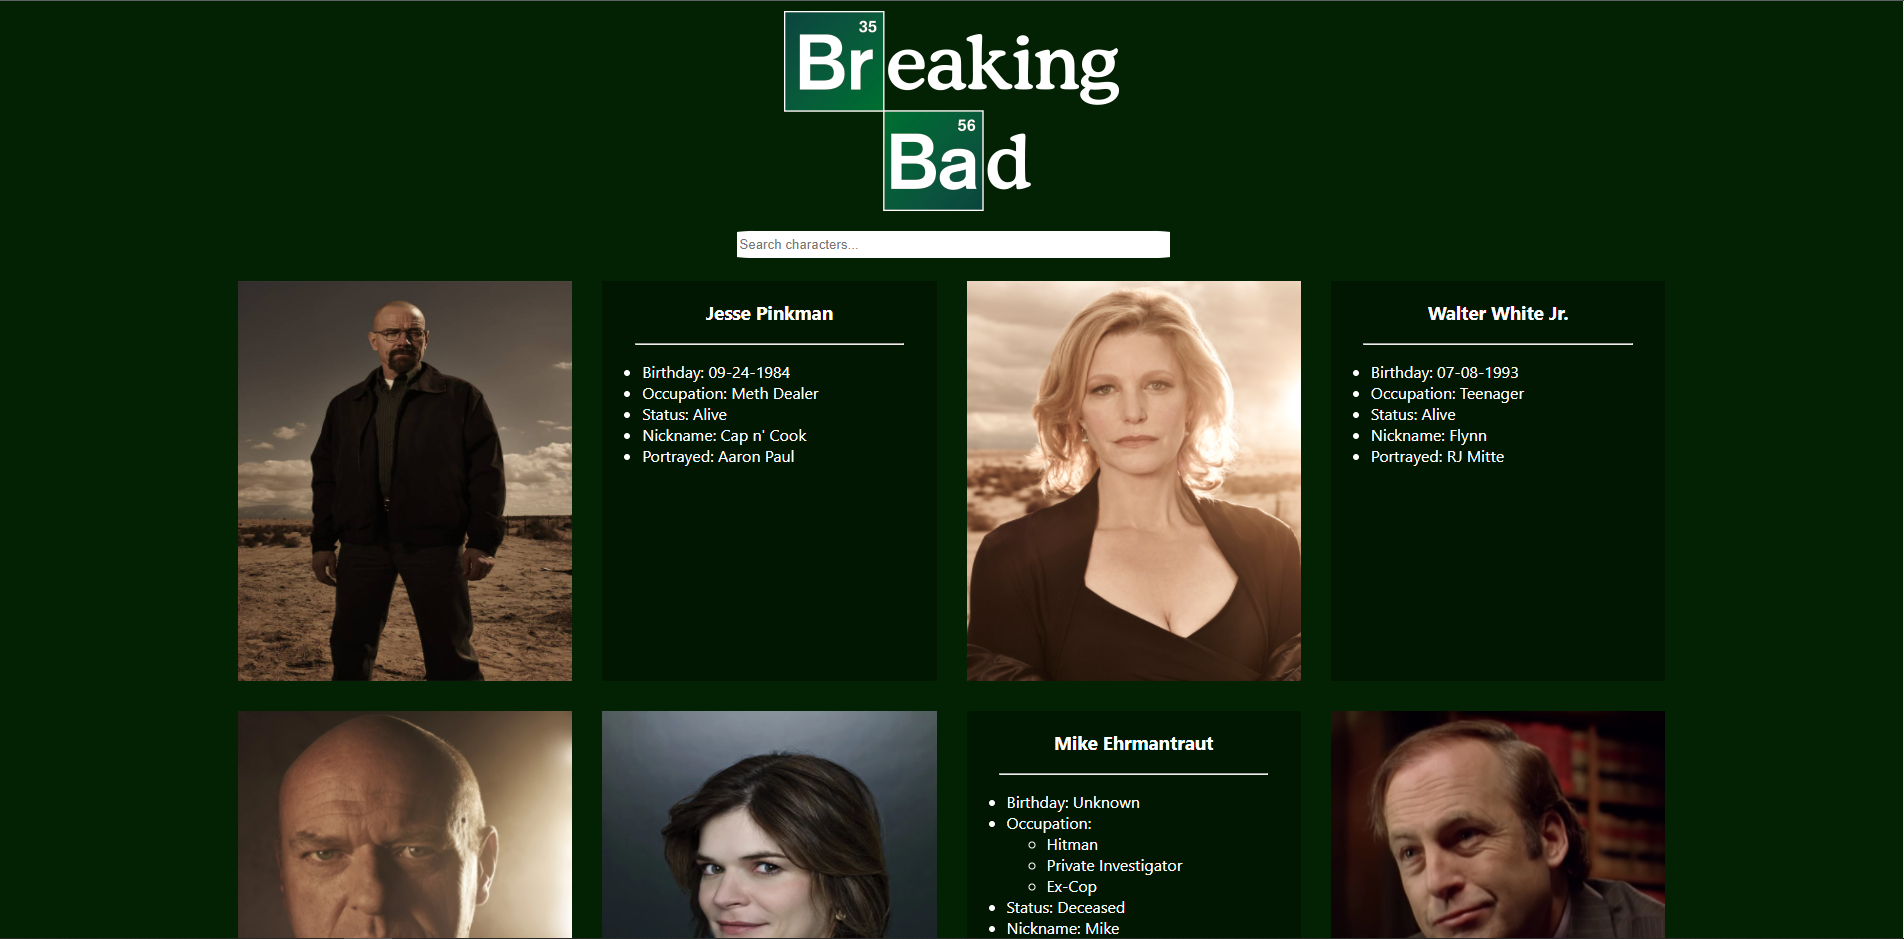 35
Breaking
56
Bad
Search characters...
Jesse Pinkman
Birthday: 09-24-1984
Occupation: Meth Dealer
Status: Alive
Nickname: Cap n' Cook
Portrayed: Aaron Paul
Walter White Jr.
Birthday: 07-08-1993
Occupation: Teenager
Status: Alive
Nickname: Flynn
Portrayed: RJ Mitte
Mike Ehrmantraut
Birthday: Unknown
Occupation:
Hitman
Private Investigator
Ex-Cop
Status: Deceased
Nickname: Mike